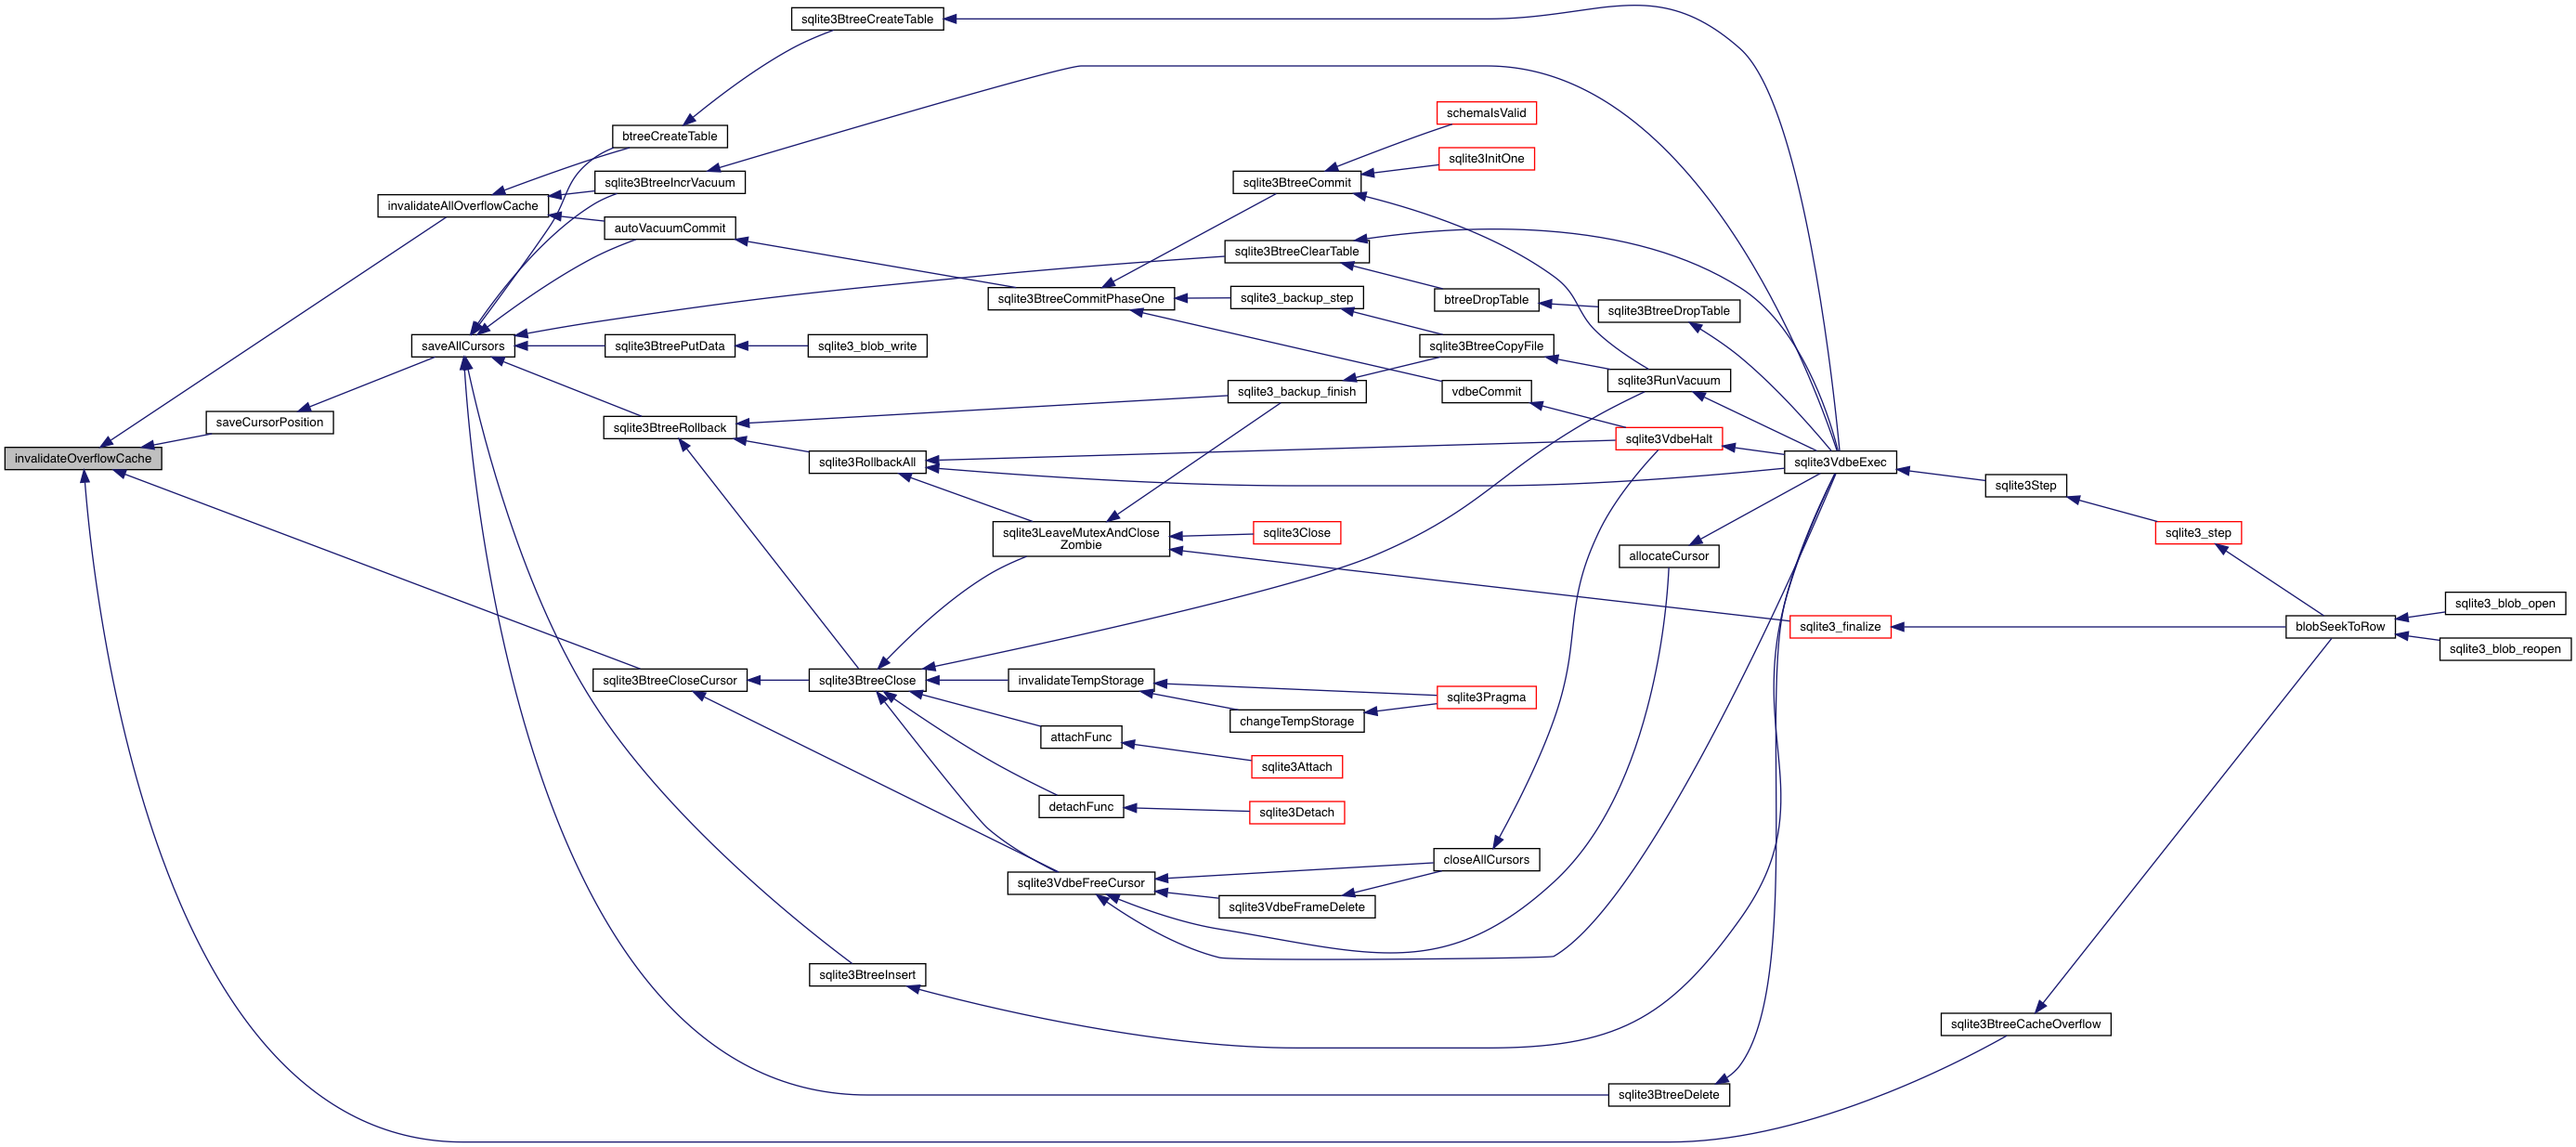 sqlite3BtreeCreateTable
schemaIsValid
btreeCreateTable
sqlite3InitOne
sqlite3BtreeIncrVacuum
sqlite3BtreeCommit
invalidateAllOverflowCache
autoVacuumCommit
sqlite3BtreeClearTable
sqlite3BtreeCommitPhaseOne
sqlite3_backup_step
btreeDropTable
sqlite3BtreeDropTable
saveAllCursors
sqlite3BtreePutData
sqlite3_blob_write
sqlite3BtreeCopyFile
sqlite3RunVacuum
sqlite3_backup_finish
vdbeCommit
saveCursorPosition
sqlite3BtreeRollback
sqlite3VdbeHalt
invalidateOverflowCache
sqlite3RollbackAll
sqlite3VdbeExec
sqlite3Step
sqlite3LeaveMutexAndClose
Zombie
sqlite3Close
sqlite3_step
allocateCursor
sqlite3_blob_open
sqlite3_finalize
blobSeekToRow
sqlite3_blob_reopen
sqlite3BtreeCloseCursor
sqlite3BtreeClose
invalidateTempStorage
sqlite3Pragma
changeTempStorage
attachFunc
sqlite3Attach
detachFunc
sqlite3Detach
closeAllCursors
sqlite3VdbeFreeCursor
sqlite3VdbeFrameDelete
sqlite3BtreeInsert
sqlite3BtreeCacheOverflow
sqlite3BtreeDelete